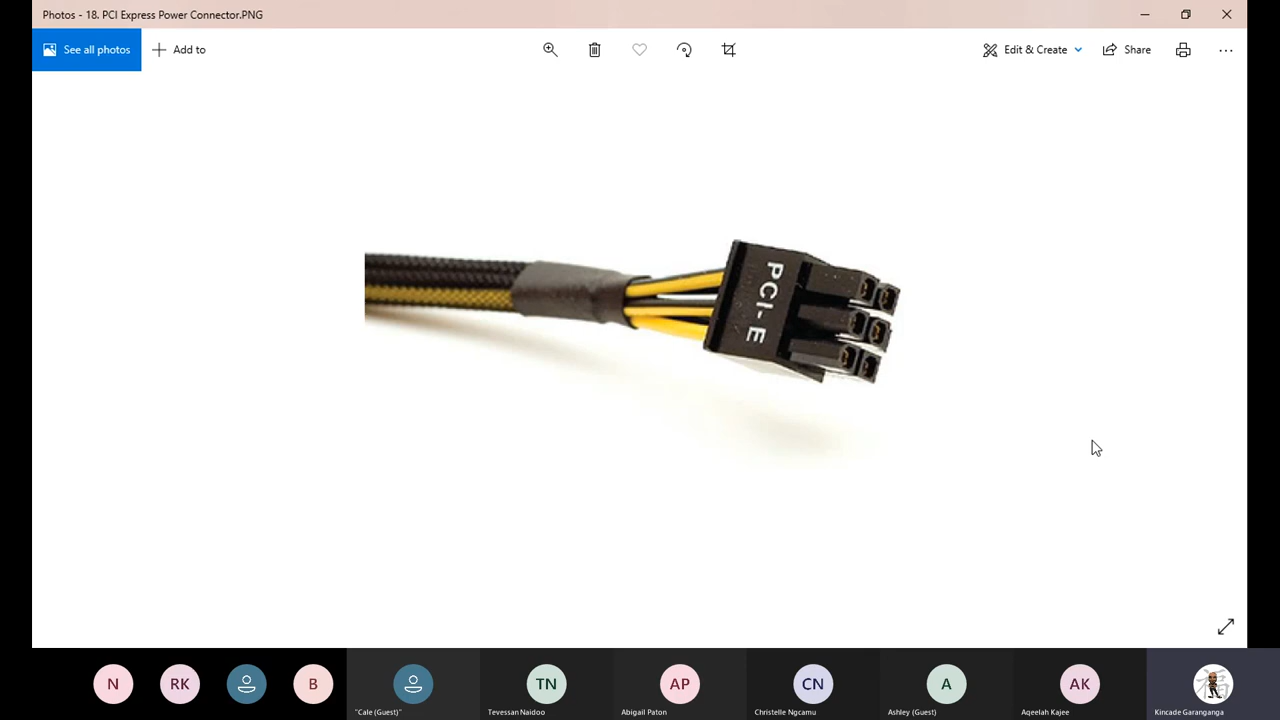 Photos - 18. PCI Express Power Connector.PNG
See all photos
Add to
Edit & Create
Share
PCI-E
N
RK
B
TN
AP
CN
A
AK
福
"Cale (Guest)"
Tevessan Naidoo
Abigail Paton
Christelle Ngcamu
Ashley (Guest)
Aqeelah Kajee
Kincade Garanganga